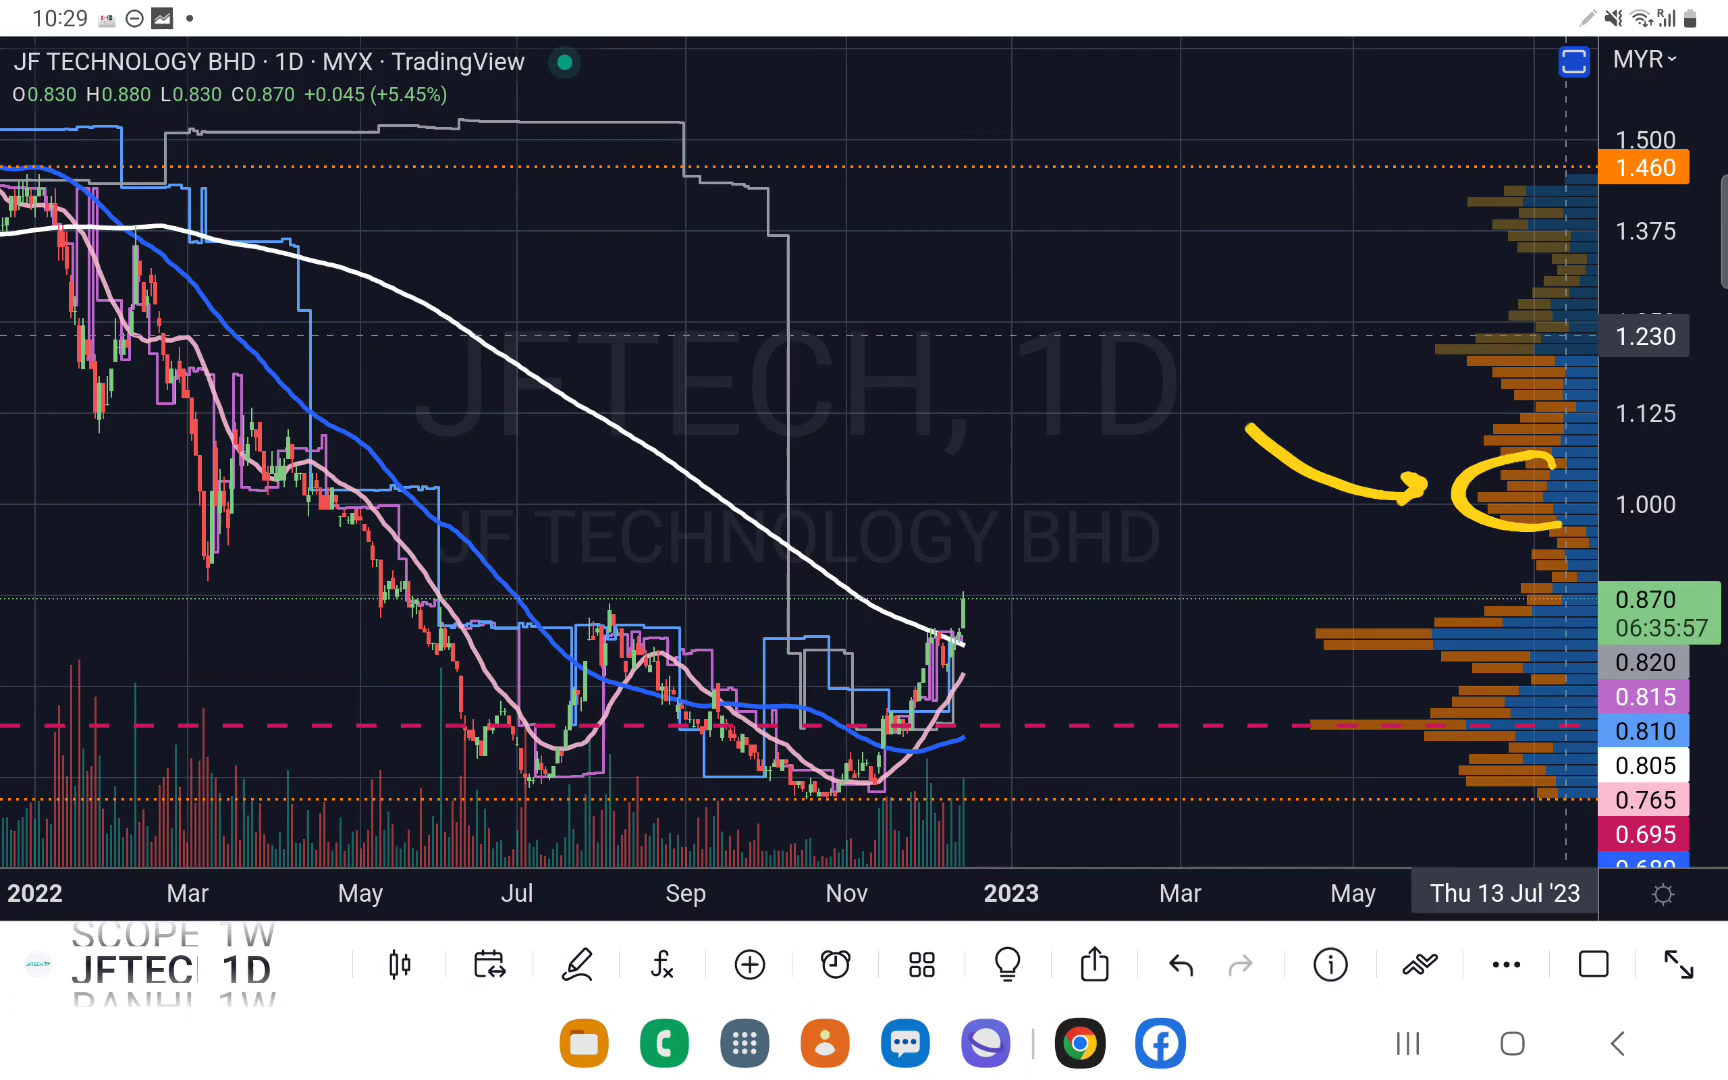 10:29
JF TECHNOLOGY BHD · 1D · MYX · TradingView
O0.830 H0.880 L0.830 C0.870 +0.045 (+5.45%)
MYR
1.500
1.460
1.375
1.230
1.125
1.000
0.870
06:35:57
0.820
0.815
0.810
0.805
0.765
0.695
0.680
JFTECH, 1D
JF TECHNOLOGY BHD
2022 Mar May Jul Sep Nov 2023 Mar May Thu 13 Jul '23
SCOPE 1W
JFTECH 1D